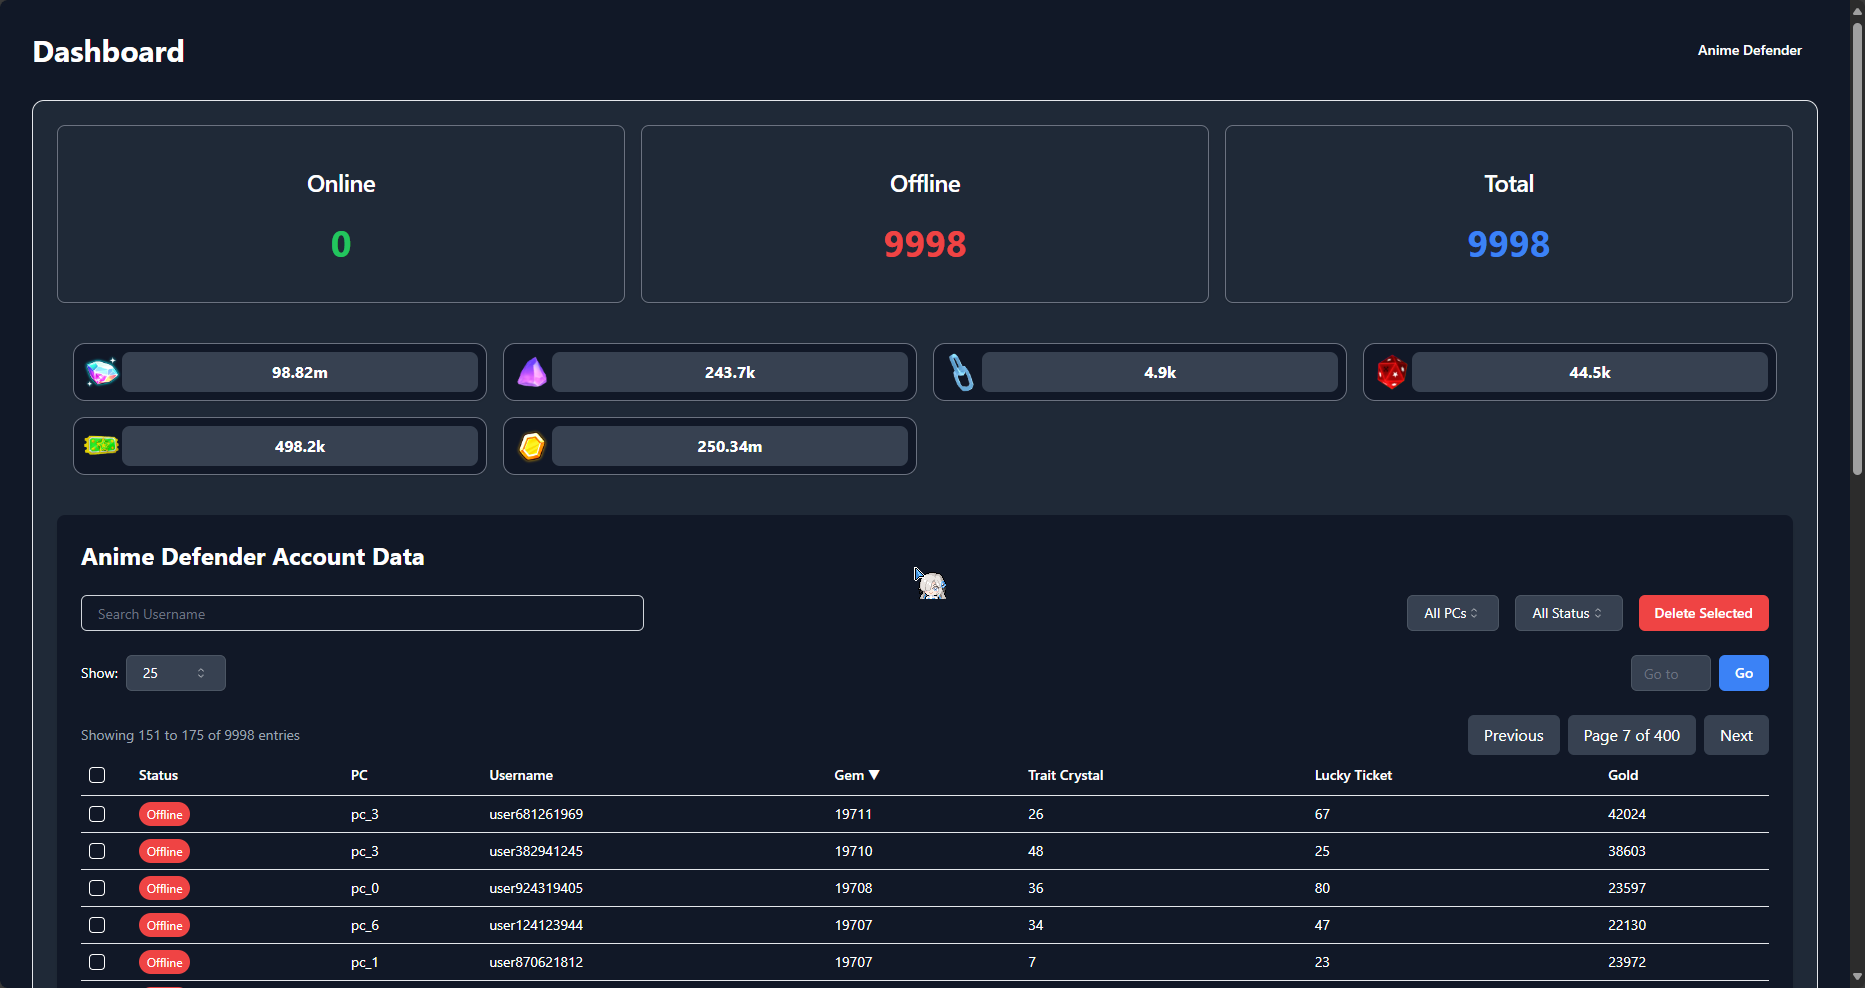 Dashboard
Anime Defender
Online
Offline
Total
0
9998
9998
98.82m
243.7k
4.9k
44.5k
498.2k
250.34m
Anime Defender Account Data
Search Username
All PCs
All Status
Delete Selected
Show:
25
Go to
Go
Showing 151 to 175 of 9998 entries
Previous
Page 7 of 400
Next
Status PC Username Gem ▼ Trait Crystal Lucky Ticket Gold
Offline pc_3 user681261969 19711 26 67 42024
Offline pc_3 user382941245 19710 48 25 38603
Offline pc_0 user924319405 19708 36 80 23597
Offline pc_6 user124123944 19707 34 47 22130
Offline pc_1 user870621812 19707 7 23 23972